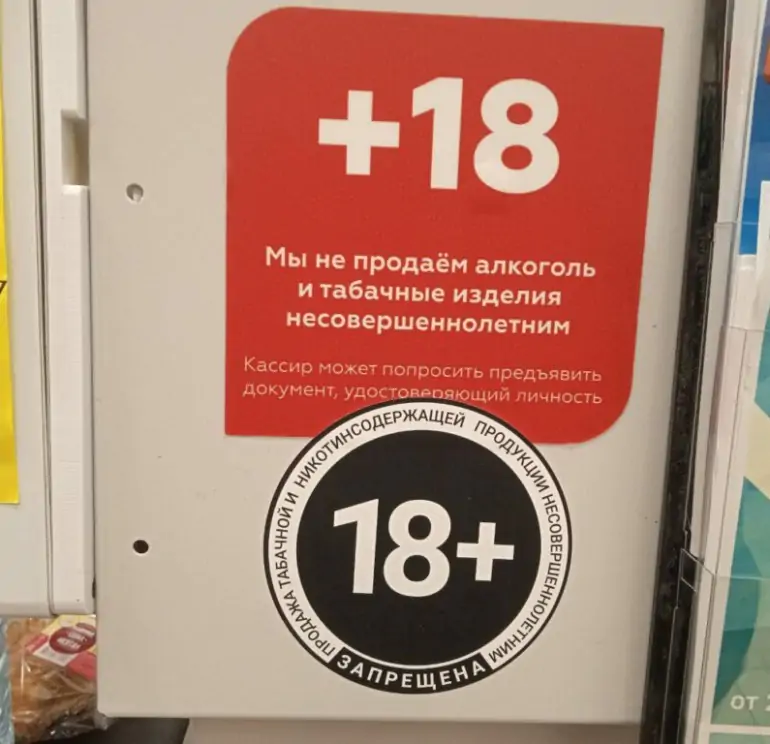 +18
Мы не продаём алкоголь
и табачные изделия
несовершеннолетним
Кассир может попросить предъявить
документ, удостоверяющий личность
ПРОДАЖА ТАБАЧНОЙ И НИКОТИНСОДЕРЖАЩЕЙ ПРОДУКЦИИ НЕСОВЕРШЕННОЛЕТНИМ
18+
ЗАПРЕЩЕНА
от